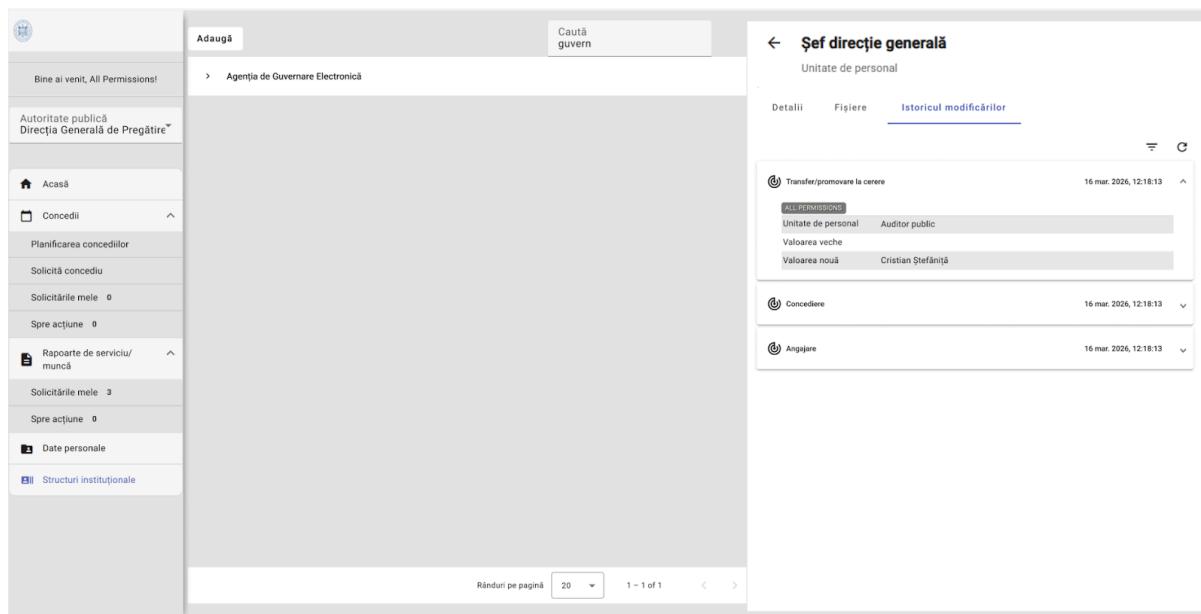 Bine ai venit, All Permissions!
Autoritate publică
Direcția Generală de Pregătire
Acasă
Concedii
Planificarea concediilor
Solicită concediu
Solicitările mele 0
Spre acțiune 0
Rapoarte de serviciu/
muncă
Solicitările mele 3
Spre acțiune 0
Date personale
Structuri instituționale
Adaugă
Caută
guvern
Agenția de Guvernare Electronică
Rânduri pe pagină 20 1 – 1 of 1
Șef direcție generală
Unitate de personal
Detalii Fișiere Istoricul modificărilor
Transfer/promovare la cerere 16 mar. 2026, 12:18:13
ALL PERMISSIONS
Unitate de personal Auditor public
Valoarea veche
Valoarea nouă Cristian Ștefăniță
Concediere 16 mar. 2026, 12:18:13
Angajare 16 mar. 2026, 12:18:13